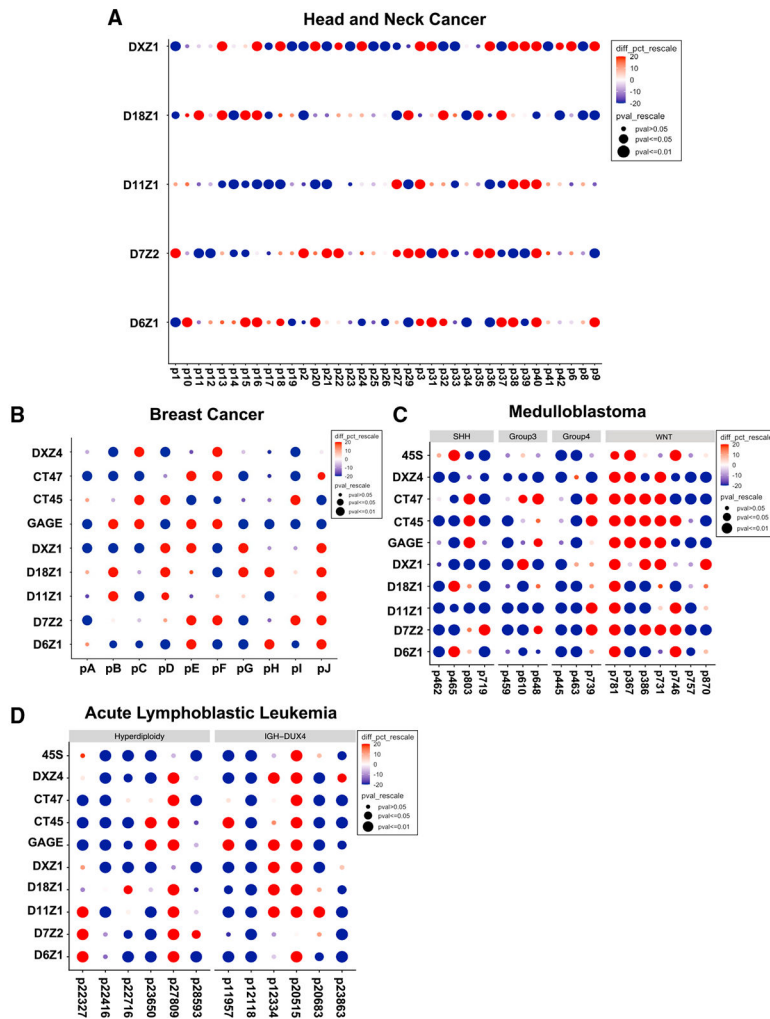 A
Head and Neck Cancer
DXZ1
D18Z1
D11Z1
D7Z2
D6Z1
p1 p10 p11 p12 p13 p14 p15 p16 p17 p18 p19 p2 p20 p21 p22 p23 p24 p25 p26 p27 p29 p3 p31 p32 p33 p34 p35 p36 p37 p38 p39 p40 p41 p42 p6 p8 p9
diff_pct_rescale
20
10
0
-10
-20
pval_rescale
pval>0.05
pval<=0.05
pval<=0.01
B
Breast Cancer
DXZ4
CT47
CT45
GAGE
DXZ1
D18Z1
D11Z1
D7Z2
D6Z1
pA pB pC pD pE pF pG pH pI pJ
diff_pct_rescale
20
10
0
-10
-20
pval_rescale
pval>0.05
pval<=0.05
pval<=0.01
C
Medulloblastoma
SHH Group3 Group4 WNT
45S
DXZ4
CT47
CT45
GAGE
DXZ1
D18Z1
D11Z1
D7Z2
D6Z1
p462 p465 p803 p719 p459 p610 p648 p445 p463 p739 p781 p367 p386 p731 p746 p757 p870
diff_pct_rescale
20
10
0
-10
-20
pval_rescale
pval>0.05
pval<=0.05
pval<=0.01
D
Acute Lymphoblastic Leukemia
Hyperdiploidy IGH-DUX4
45S
DXZ4
CT47
CT45
GAGE
DXZ1
D18Z1
D11Z1
D7Z2
D6Z1
p22327 p22416 p22716 p23650 p27809 p28593 p11957 p12118 p12334 p20515 p20683 p23863
diff_pct_rescale
20
10
0
-10
-20
pval_rescale
pval>0.05
pval<=0.05
pval<=0.01